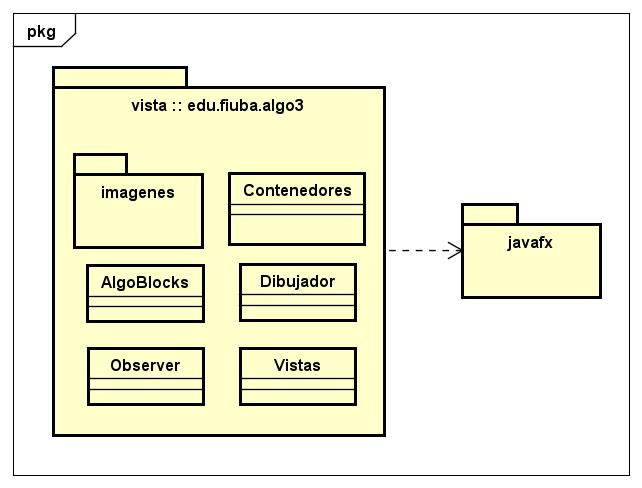 pkg
vista :: edu.fiuba.algo3
imagenes
Contenedores
javafx
AlgoBlocks
Dibujador
Observer
Vistas